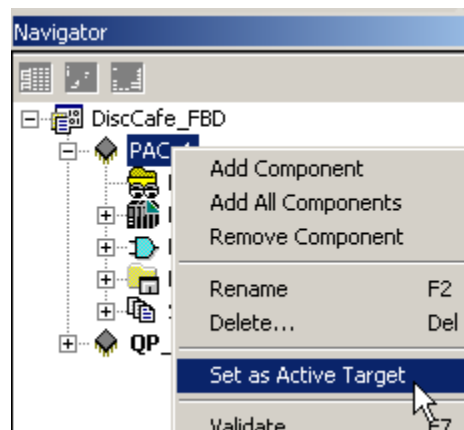 Navigator
DiscCafe_FBD
PAC
Add Component
Add All Components
Remove Component
Rename F2
Delete... Del
QP_
Set as Active Target
Validate F7